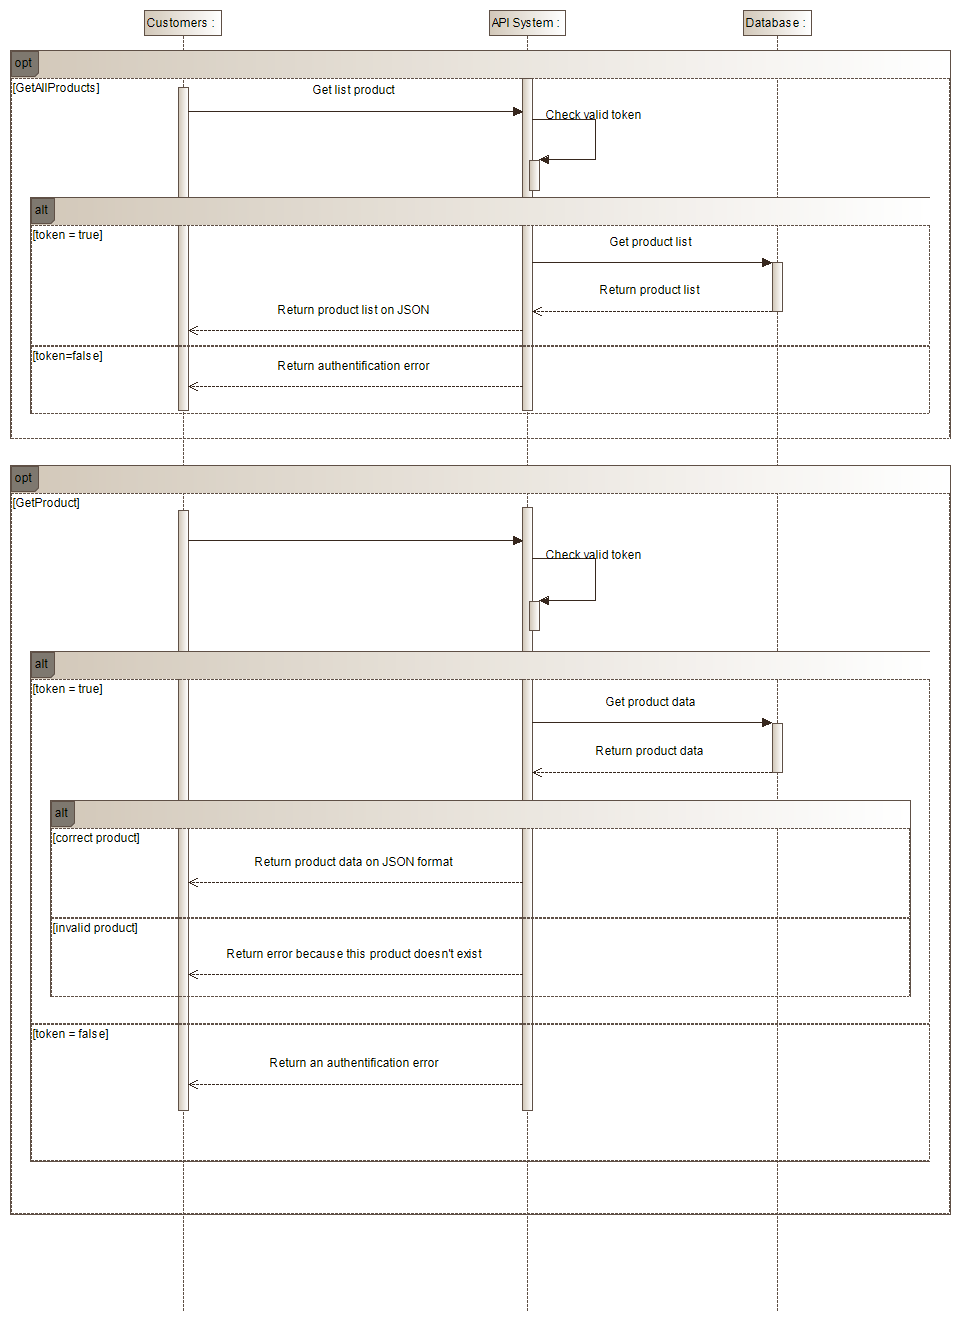 Customers :
API System :
Database :
opt
[GetAllProducts]
Get list product
Check valid token
alt
[token = true]
Get product list
Return product list
Return product list on JSON
[token=false]
Return authentification error
opt
[GetProduct]
Check valid token
alt
[token = true]
Get product data
Return product data
alt
[correct product]
Return product data on JSON format
[invalid product]
Return error because this product doesn't exist
[token = false]
Return an authentification error